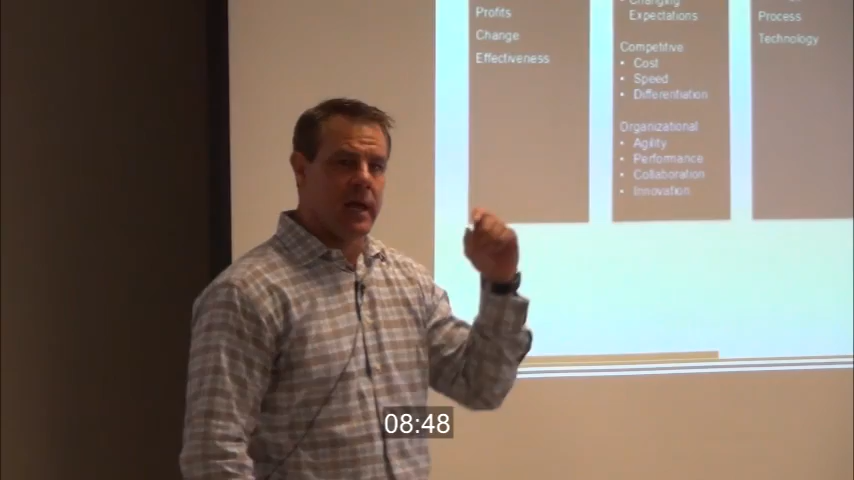 Profits
Change
Effectiveness
Changing
Expectations
Competitive
• Cost
• Speed
• Differentiation
Organizational
• Agility
• Performance
• Collaboration
• Innovation
Process
Technology
08:48